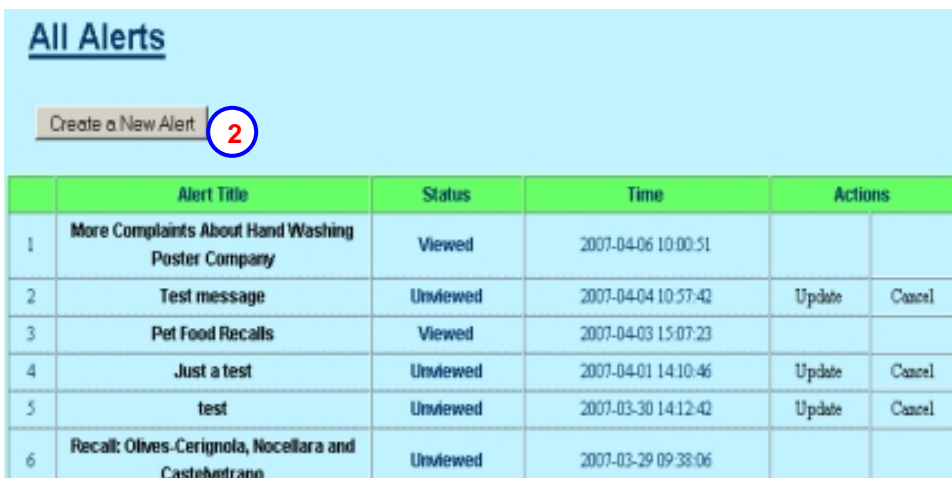 All Alerts
Create a New Alert 2
Alert Title Status Time Actions
1 More Complaints About Hand Washing Poster Company Viewed 2007-04-06 10:00:51
2 Test message Unviewed 2007-04-04 10:57:42 Update Cancel
3 Pet Food Recalls Viewed 2007-04-03 15:07:23
4 Just a test Unviewed 2007-04-01 14:10:46 Update Cancel
5 test Unviewed 2007-03-30 14:12:42 Update Cancel
6 Recall: Olives-Cerignola, Nocellara and Castelvetrano Unviewed 2007-03-29 09:38:06